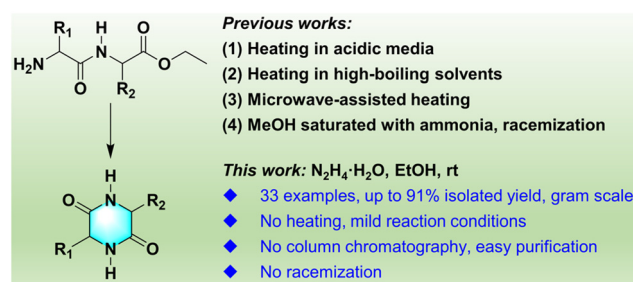 Previous works:
(1) Heating in acidic media
(2) Heating in high-boiling solvents
(3) Microwave-assisted heating
(4) MeOH saturated with ammonia, racemization
R₁
H
N
O
O
H₂N
O
R₂
This work: N₂H₄·H₂O, EtOH, rt
◆ 33 examples, up to 91% isolated yield, gram scale
◆ No heating, mild reaction conditions
◆ No column chromatography, easy purification
◆ No racemization
H
N
O
R₂
R₁
N
O
H